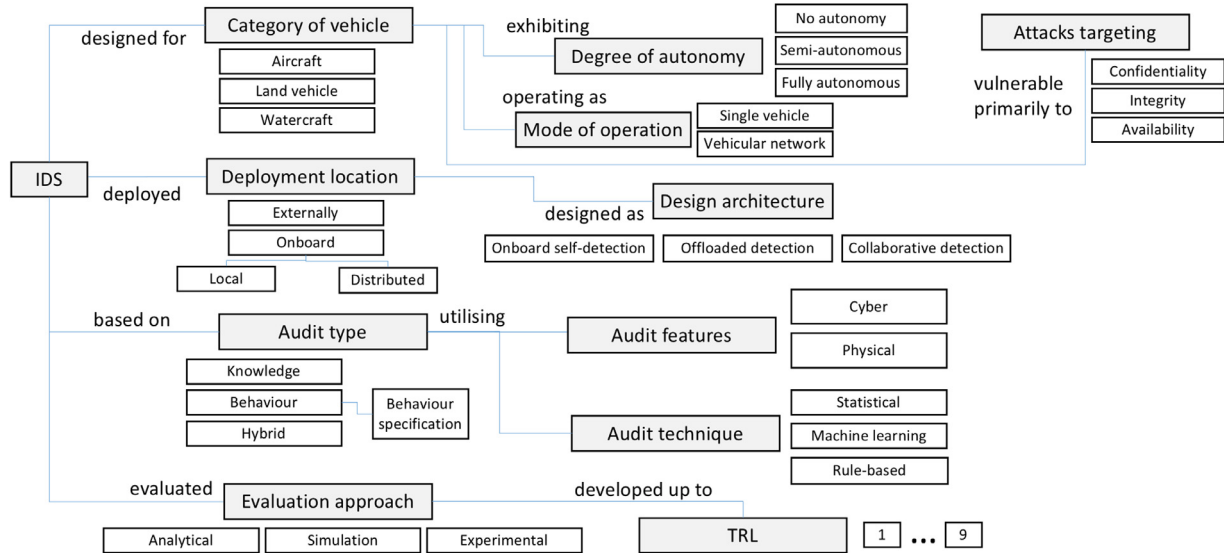 designed for
Category of vehicle
Aircraft
Land vehicle
Watercraft
exhibiting
Degree of autonomy
No autonomy
Semi-autonomous
Fully autonomous
operating as
Mode of operation
Single vehicle
Vehicular network
Attacks targeting
vulnerable
primarily to
Confidentiality
Integrity
Availability
IDS
deployed
Deployment location
Externally
Onboard
Local
Distributed
designed as
Design architecture
Onboard self-detection
Offloaded detection
Collaborative detection
based on
Audit type
Knowledge
Behaviour
Hybrid
Behaviour
specification
utilising
Audit features
Cyber
Physical
Audit technique
Statistical
Machine learning
Rule-based
evaluated
Evaluation approach
Analytical
Simulation
Experimental
developed up to
TRL
1 ... 9